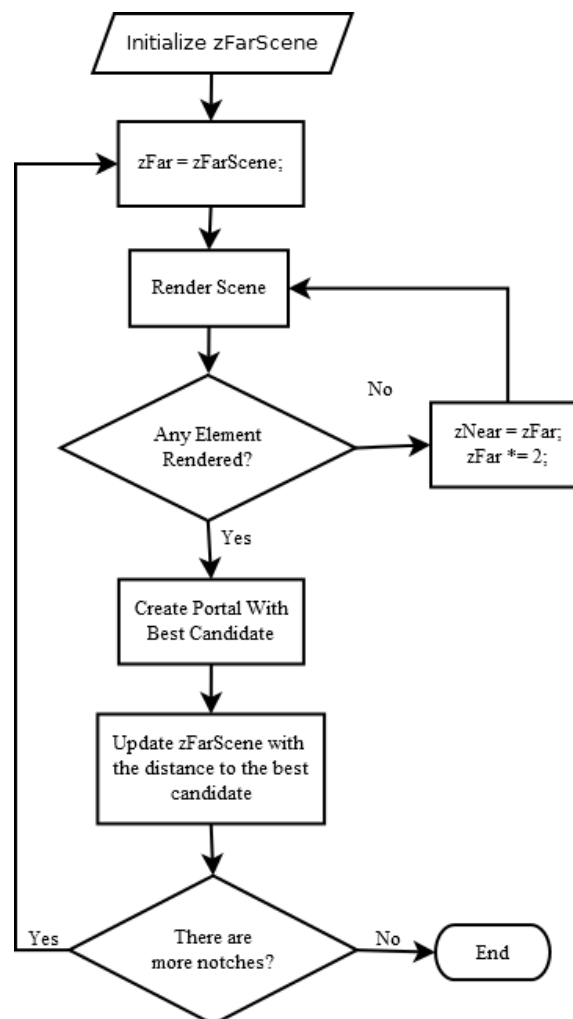 Initialize zFarScene
zFar = zFarScene;
Render Scene
No
Any Element
Rendered?
zNear = zFar;
zFar *= 2;
Yes
Create Portal With
Best Candidate
Update zFarScene with
the distance to the best
candidate
Yes
There are
more notches?
No
End